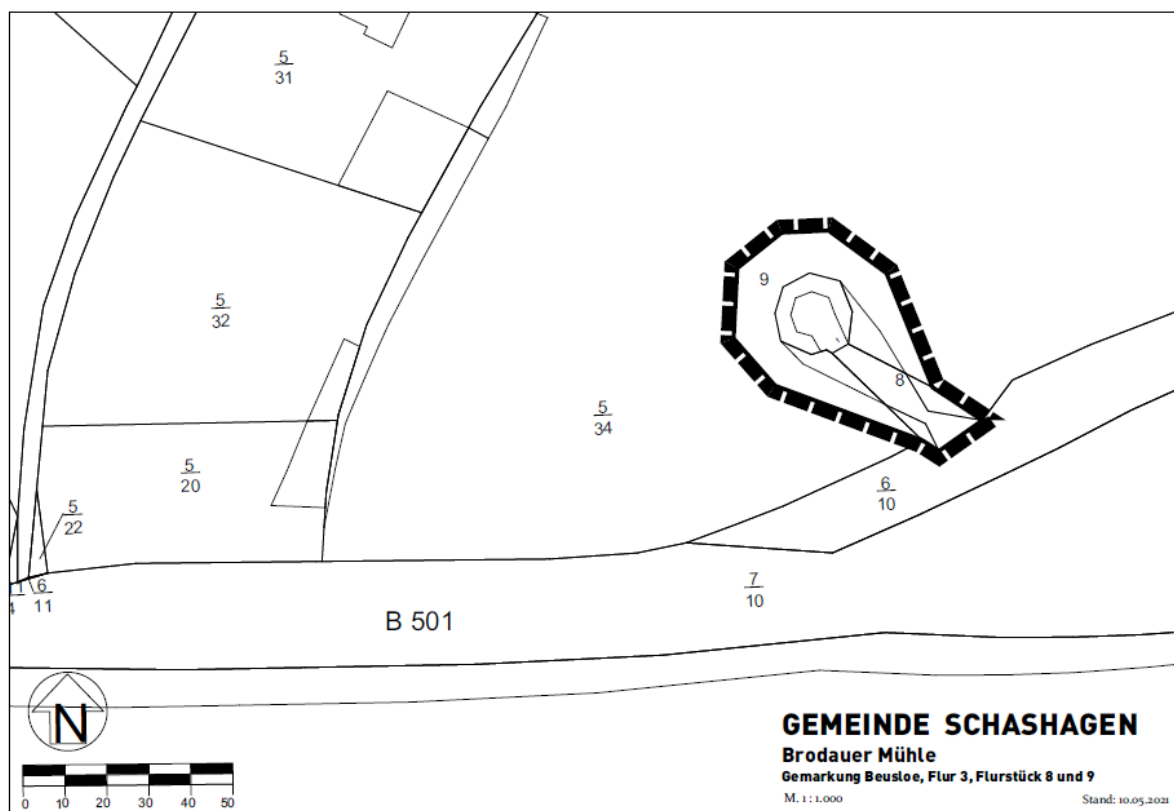 5
31
9
5
32
8
5
34
5
20
6
10
5
22
7
10
1
4
6
11
B 501
N
0 10 20 30 40 50
GEMEINDE SCHASHAGEN
Brodauer Mühle
Gemarkung Beusloe, Flur 3, Flurstück 8 und 9
M. 1 : 1.000
Stand: 10.05.2021